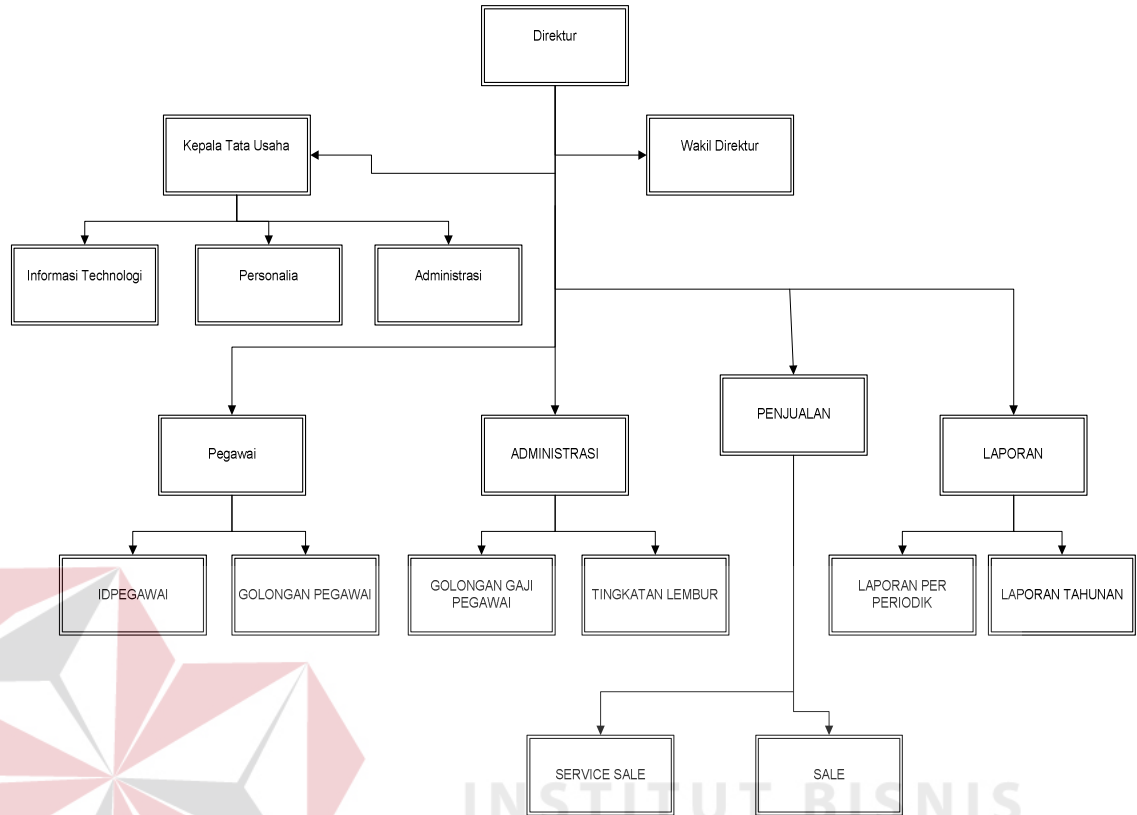 Direktur
Kepala Tata Usaha
Wakil Direktur
Informasi Technologi
Personalia
Administrasi
PENJUALAN
Pegawai
ADMINISTRASI
LAPORAN
IDPEGAWAI
GOLONGAN PEGAWAI
GOLONGAN GAJI
PEGAWAI
TINGKATAN LEMBUR
LAPORAN PER
PERIODIK
LAPORAN TAHUNAN
SERVICE SALE
SALE
INSTITUT BISNIS